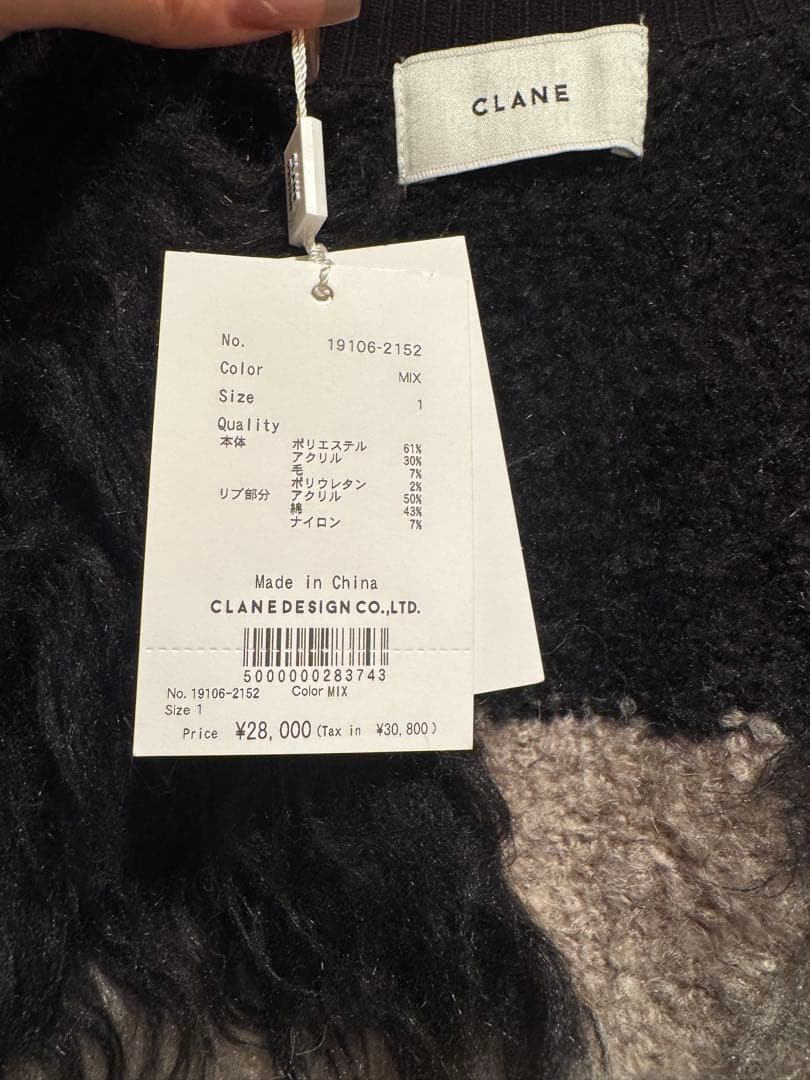 CLANE
No. 19106-2152
Color MIX
Size 1
Quality
本体 ポリエステル 61%
アクリル 30%
毛 7%
ポリウレタン 2%
リブ部分 アクリル 50%
綿 43%
ナイロン 7%
Made in China
CLANE DESIGN CO.,LTD.
5000000283743
No. 19106-2152 Color MIX
Size 1
Price ¥28,000 (Tax in ¥30,800)